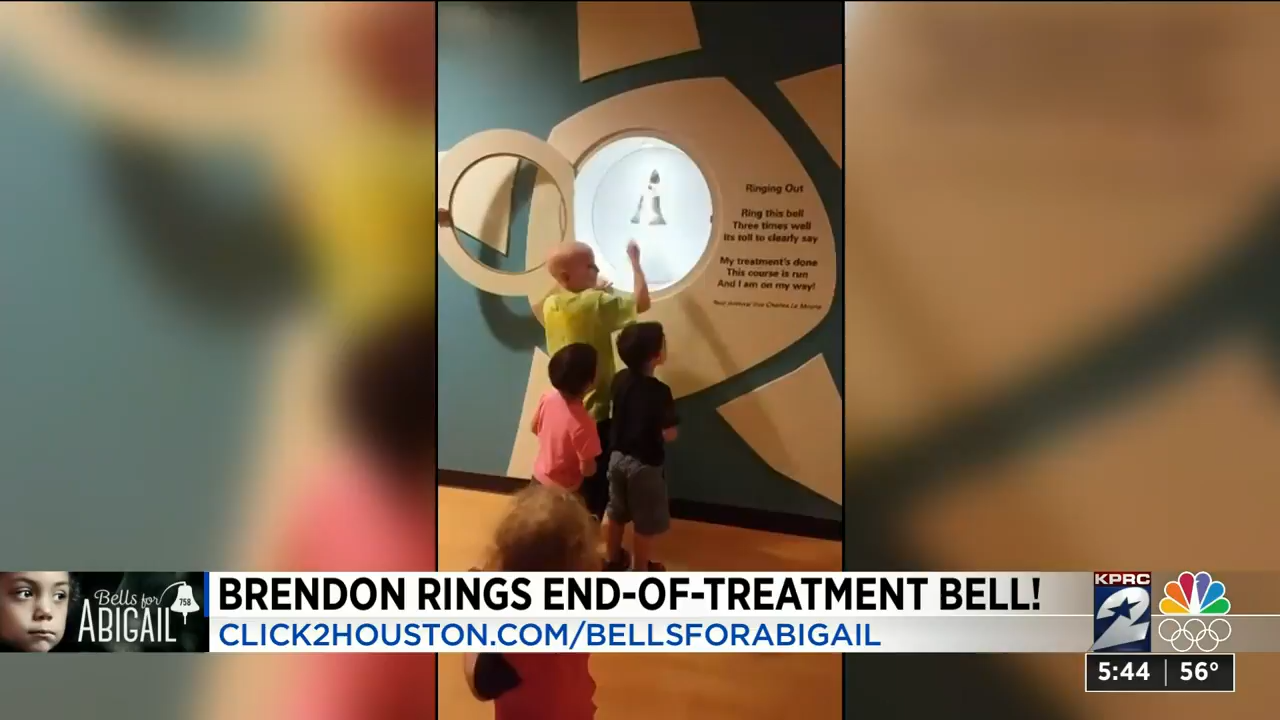 Ringing Out
Ring this bell
Three times well
Its toll to clearly say
My treatment's done
This course is run
And I am on my way!
Bells for
ABIGAIL
758
BRENDON RINGS END-OF-TREATMENT BELL!
CLICK2HOUSTON.COM/BELLSFORABIGAIL
KPRC
2
5:44 | 56°